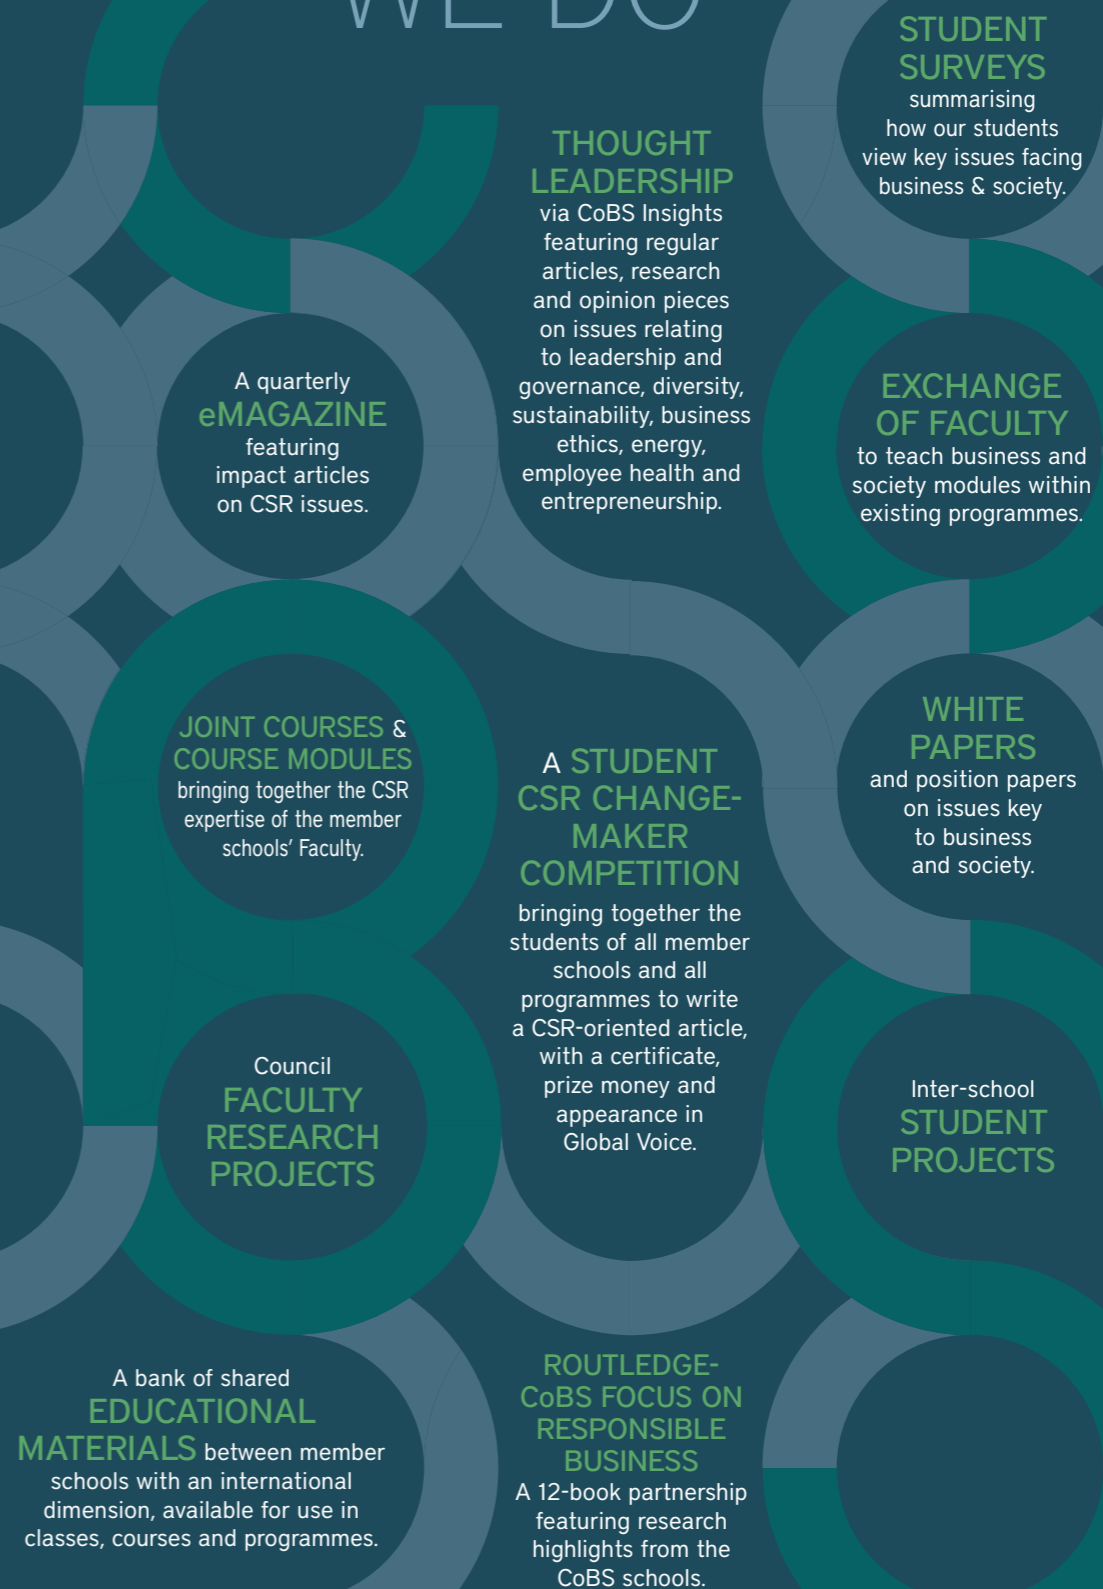 WE DO
STUDENT
SURVEYS
summarising
how our students
view key issues facing
business & society.
THOUGHT
LEADERSHIP
via CoBS Insights
featuring regular
articles, research
and opinion pieces
on issues relating
to leadership and
governance, diversity,
sustainability, business
ethics, energy,
employee health and
entrepreneurship.
A quarterly
eMAGAZINE
featuring
impact articles
on CSR issues.
EXCHANGE
OF FACULTY
to teach business and
society modules within
existing programmes.
JOINT COURSES &
COURSE MODULES
bringing together the CSR
expertise of the member
schools' Faculty.
A STUDENT
CSR CHANGE-
MAKER
COMPETITION
bringing together the
students of all member
schools and all
programmes to write
a CSR-oriented article,
with a certificate,
prize money and
appearance in
Global Voice.
WHITE
PAPERS
and position papers
on issues key
to business
and society.
Council
FACULTY
RESEARCH
PROJECTS
Inter-school
STUDENT
PROJECTS
A bank of shared
EDUCATIONAL
MATERIALS between member
schools with an international
dimension, available for use in
classes, courses and programmes.
ROUTLEDGE-
CoBS FOCUS ON
RESPONSIBLE
BUSINESS
A 12-book partnership
featuring research
highlights from the
CoBS schools.